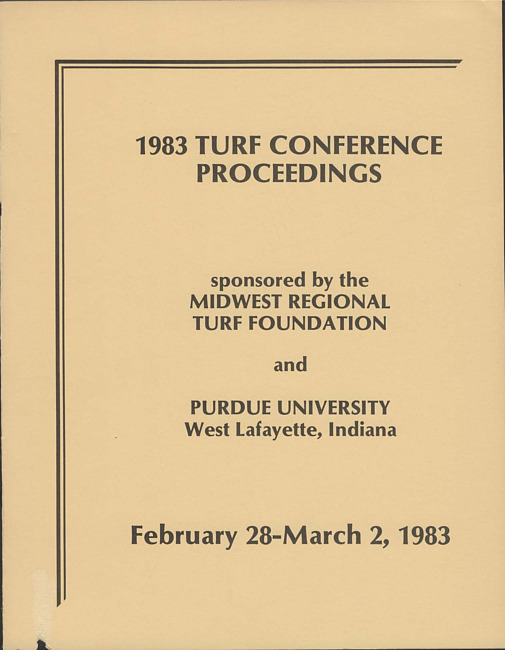 1983 TURF CONFERENCE
PROCEEDINGS
sponsored by the
MIDWEST REGIONAL
TURF FOUNDATION
and
PURDUE UNIVERSITY
West Lafayette, Indiana
February 28-March 2, 1983